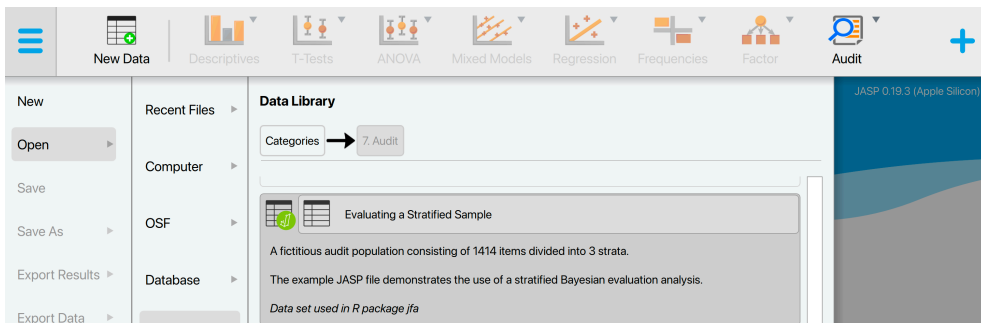 New Data
Descriptives
T-Tests
ANOVA
Mixed Models
Regression
Frequencies
Factor
Audit
JASP 0.19.3 (Apple Silicon)
New
Open
Save
Save As
Export Results
Export Data
Recent Files
Computer
OSF
Database
Data Library
Categories
7. Audit
Evaluating a Stratified Sample
A fictitious audit population consisting of 1414 items divided into 3 strata.
The example JASP file demonstrates the use of a stratified Bayesian evaluation analysis.
Data set used in R package jfa